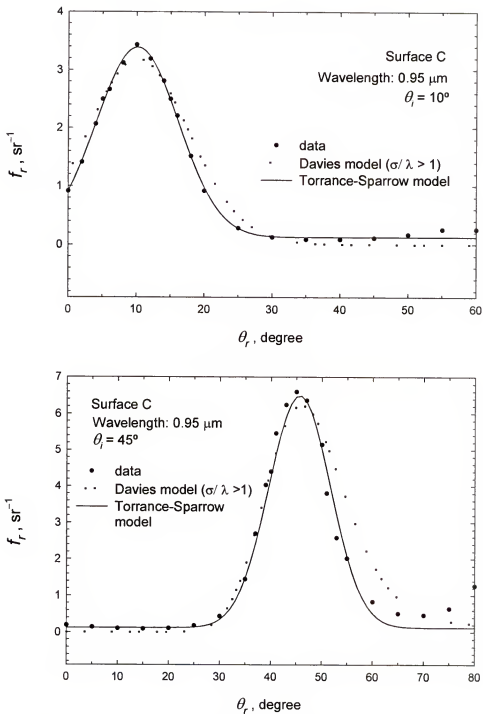 4
3
2
1
0
f_r, sr⁻¹
Surface C
Wavelength: 0.95 μm
θ_i = 10º
data
Davies model (σ/ λ > 1)
Torrance-Sparrow model
0 10 20 30 40 50 60
θ_r, degree
7
6
5
4
3
2
1
0
f_r, sr⁻¹
Surface C
Wavelength: 0.95 μm
θ_i = 45º
data
Davies model (σ/ λ >1)
Torrance-Sparrow
model
0 10 20 30 40 50 60 70 80
θ_r, degree